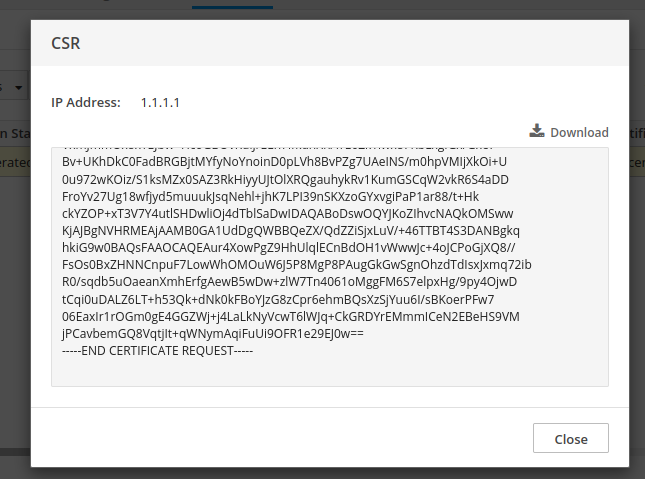 CSR
IP Address: 1.1.1.1
Download
Bv+UKhDkC0FadBRGBjtMYfyNoYnoinD0pLVh8BvPZg7UAeINS/m0hpVMIjXkOi+U
0u972wKOiz/S1ksMZx0SAZ3RkHiyyUJtOlXRQgauhykRv1KumGSCqW2vkR6S4aDD
FroYv27Ug18wfjyd5muuukJsqNehl+jhK7LPI39nSKXzoGYxvgiPaP1ar88/t+Hk
ckYZOP+xT3V7Y4utlSHDwliOj4dTblSaDwIDAQABoDswOQYJKoZIhvcNAQkOMSww
KjAJBgNVHRMEAjAAMB0GA1UdDgQWBBQeZX/QdZZiSjxLuV/+46TTBT4S3DANBgkq
hkiG9w0BAQsFAAOCAQEAur4XowPgZ9HhUlqlECnBdOH1vWwwJc+4oJCPoGjXQ8//
FsOs0BxZHNNCnpuF7LowWhOMOuW6J5P8MgP8PAugGkGwSgnOhzdTdIsxJxmq72ib
R0/sqdb5uOaeanXmhErfgAewB5wDw+zlW7Tn4061oMggFM6S7elpxHg/9py4OjwD
tCqi0uDALZ6LT+h53Qk+dNk0kFBoYJzG8zCpr6ehmBQsXzSjYuu6I/sBKoerPFw7
06EaxIr1rOGm0gE4GGZWj+j4LaLkNyVcwT6lWJq+CkGRDYrEMmmICeN2EBeHS9VM
jPCavbemGQ8VqtjIt+qWNymAqiFuUi9OFR1e29EJ0w==
-----END CERTIFICATE REQUEST-----
Close